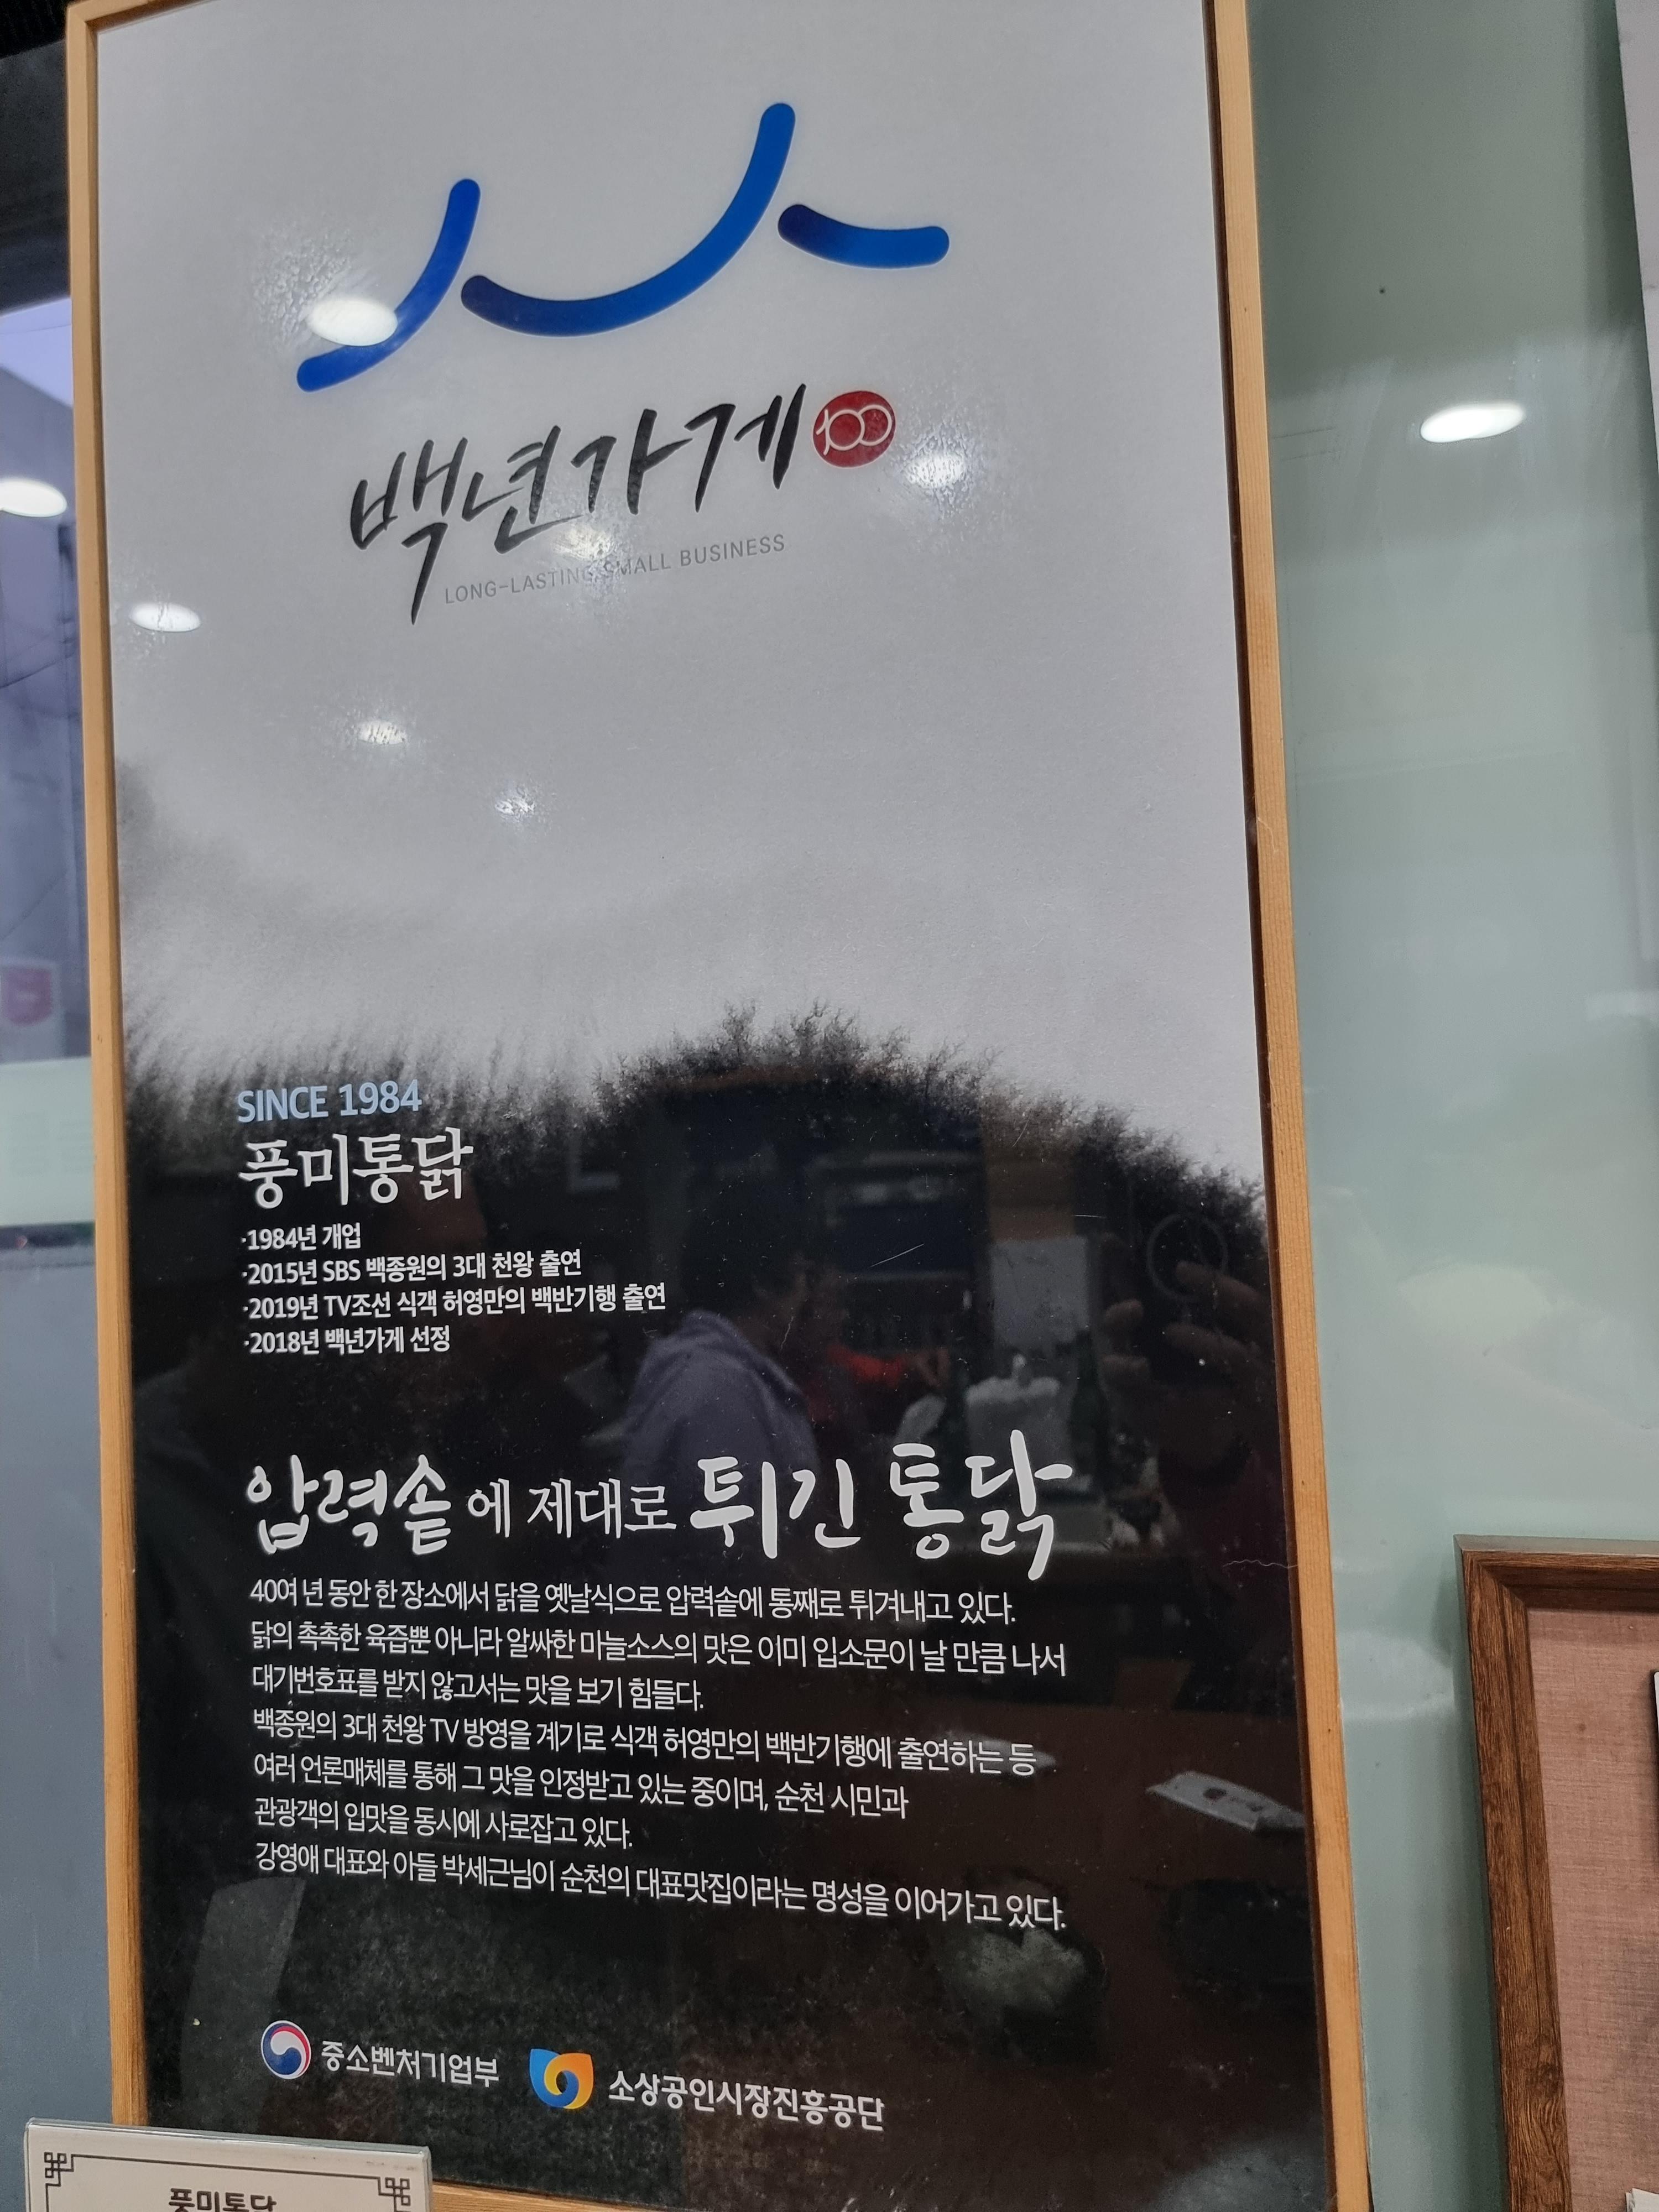 백년가게 100
LONG-LASTING SMALL BUSINESS
SINCE 1984
풍미통닭
·1984년 개업
·2015년 SBS 백종원의 3대 천왕 출연
·2019년 TV조선 식객 허영만의 백반기행 출연
·2018년 백년가게 선정
압력솥에 제대로 튀긴 통닭
40여 년 동안 한 장소에서 닭을 옛날식으로 압력솥에 통째로 튀겨내고 있다.
닭의 촉촉한 육즙뿐 아니라 알싸한 마늘소스의 맛은 이미 입소문이 날 만큼 나서
대기번호표를 받지 않고서는 맛을 보기 힘들다.
백종원의 3대 천왕 TV 방영을 계기로 식객 허영만의 백반기행에 출연하는 등
여러 언론매체를 통해 그 맛을 인정받고 있는 중이며, 순천 시민과
관광객의 입맛을 동시에 사로잡고 있다.
강영애 대표와 아들 박세근님이 순천의 대표맛집이라는 명성을 이어가고 있다.
중소벤처기업부 소상공인시장진흥공단
풍미통닭